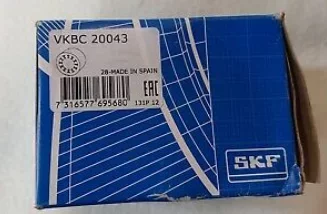 VKBC 20043
28-MADE IN SPAIN
EAC
7 316577 695680
131P 12
SKF